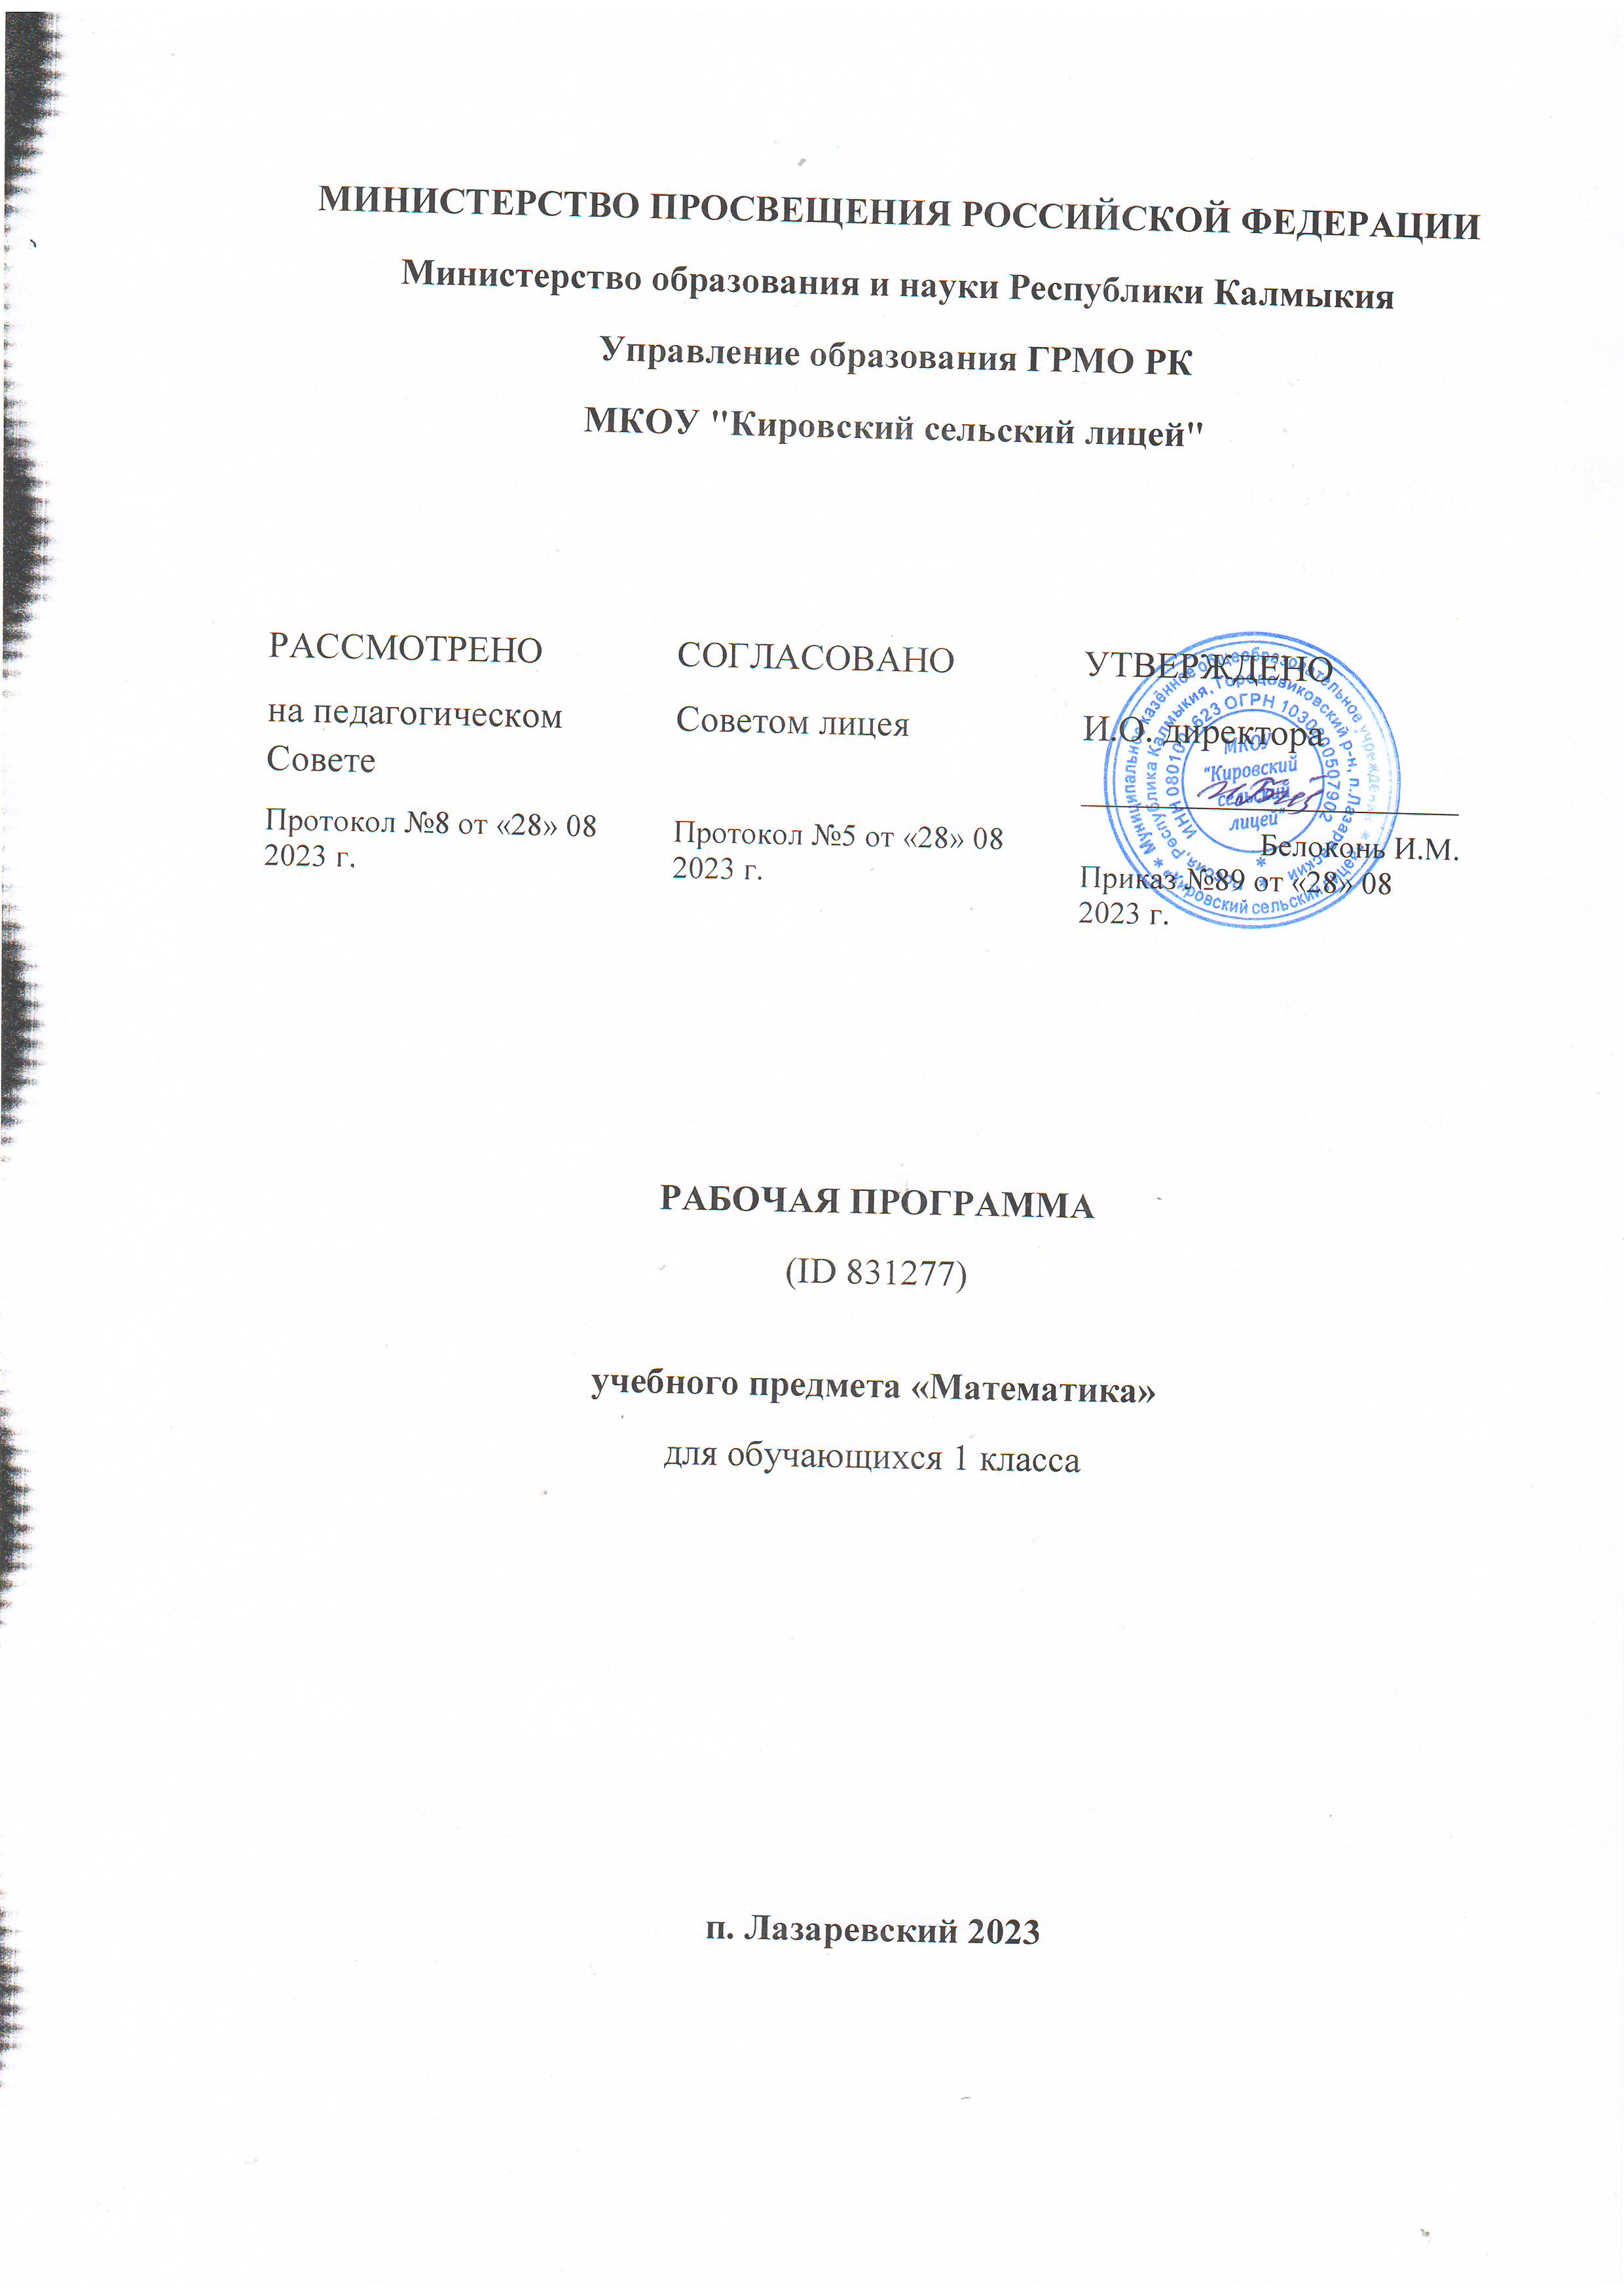 МИНИСТЕРСТВО ПРОСВЕЩЕНИЯ РОССИЙСКОЙ ФЕДЕРАЦИИ
Министерство образования и науки Республики Калмыкия
Управление образования ГРМО РК
МКОУ "Кировский сельский лицей"
РАССМОТРЕНО
на педагогическом
Совете
Протокол №8 от «28» 08
2023 г.
СОГЛАСОВАНО
Советом лицея
Протокол №5 от «28» 08
2023 г.
УТВЕРЖДЕНО
И.О. директора
Белоконь И.М.
Приказ №89 от «28» 08
2023 г.
МКОУ
"Кировский
сельский
лицей"
РАБОЧАЯ ПРОГРАММА
(ID 831277)
учебного предмета «Математика»
для обучающихся 1 класса
п. Лазаревский 2023